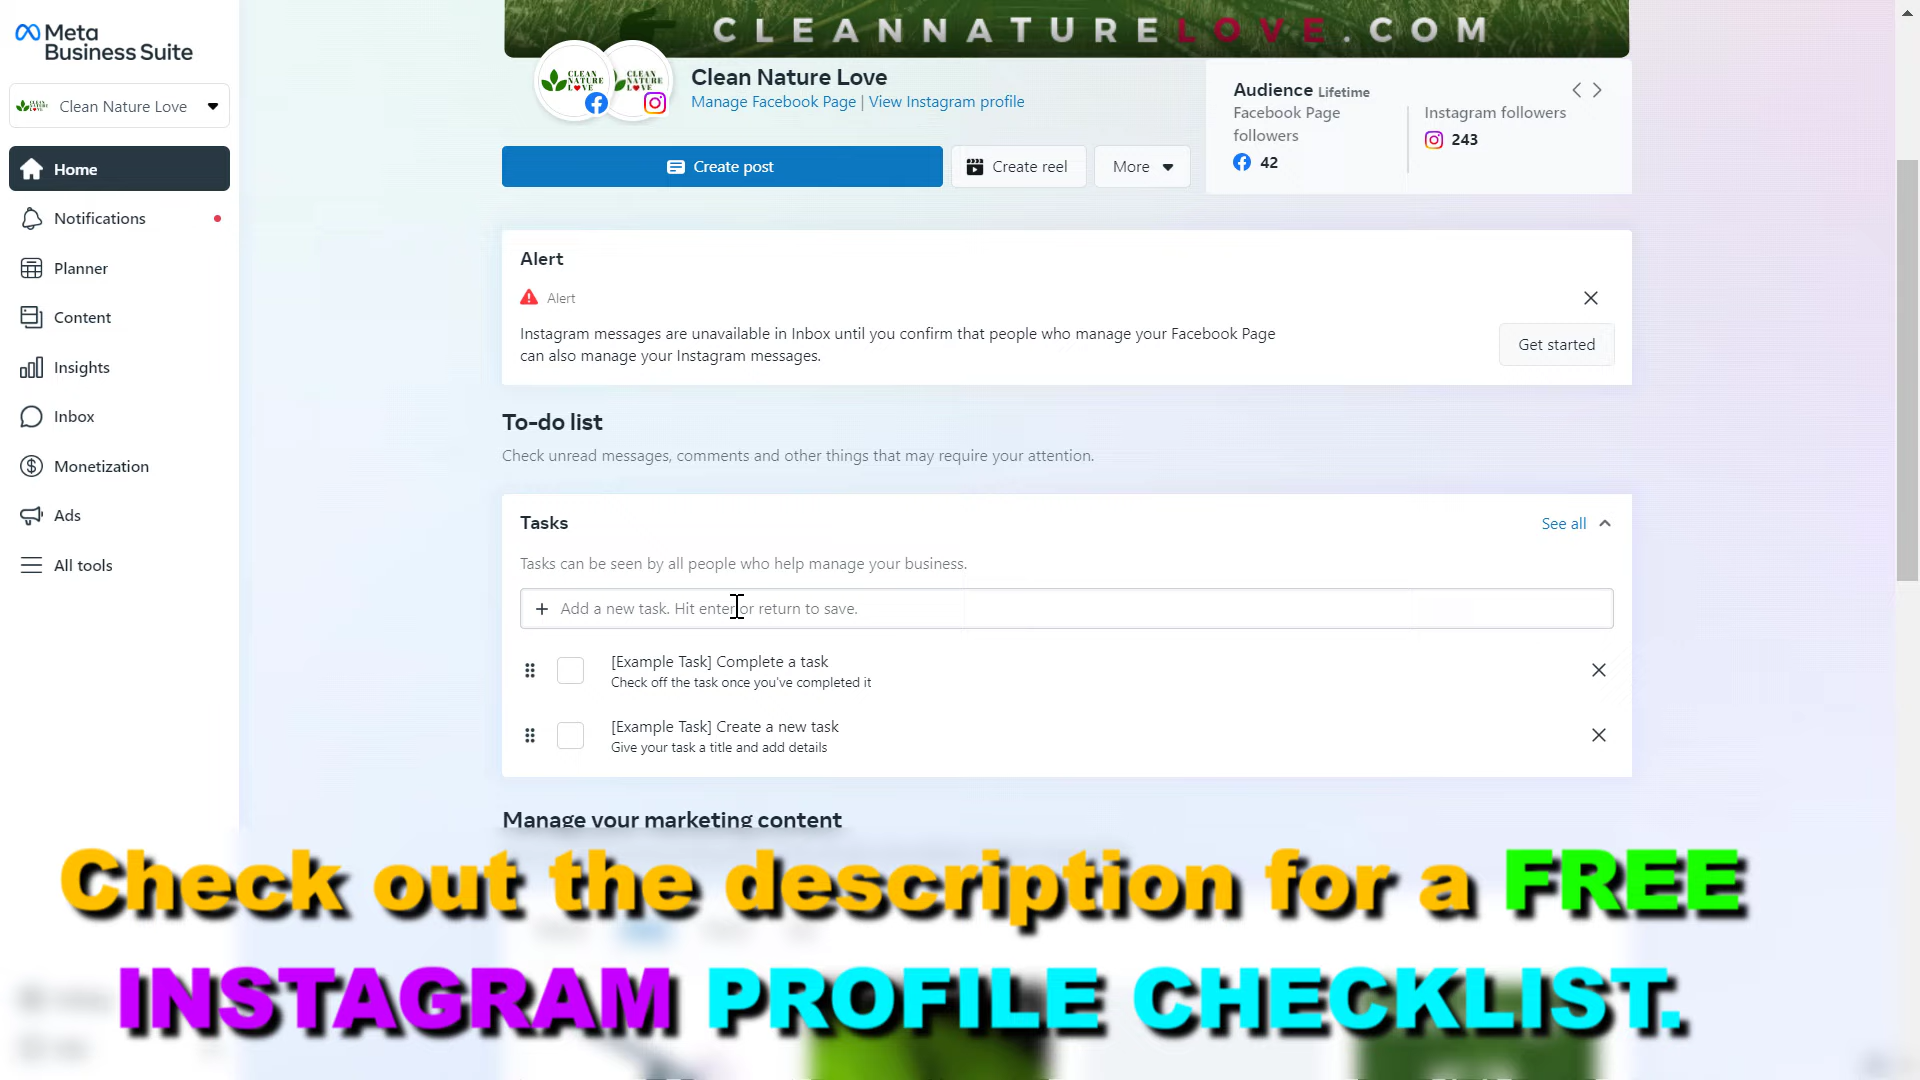 Meta
Business Suite
Clean Nature Love
Home
Notifications
Planner
Content
Insights
Inbox
Monetization
Ads
All tools
CLEANNATURELOVE.COM
CLEAN
NATURE
LOVE
CLEAN
NATURE
LOVE
Clean Nature Love
Manage Facebook Page | View Instagram profile
Create post
Create reel
More
Audience Lifetime
Facebook Page
followers
42
Instagram followers
243
Alert
Alert
Instagram messages are unavailable in Inbox until you confirm that people who manage your Facebook Page
can also manage your Instagram messages.
Get started
To-do list
Check unread messages, comments and other things that may require your attention.
Tasks
See all
Tasks can be seen by all people who help manage your business.
+ Add a new task. Hit enter or return to save.
[Example Task] Complete a task
Check off the task once you've completed it
[Example Task] Create a new task
Give your task a title and add details
Manage your marketing content
Check out the description for a FREE
INSTAGRAM PROFILE CHECKLIST.